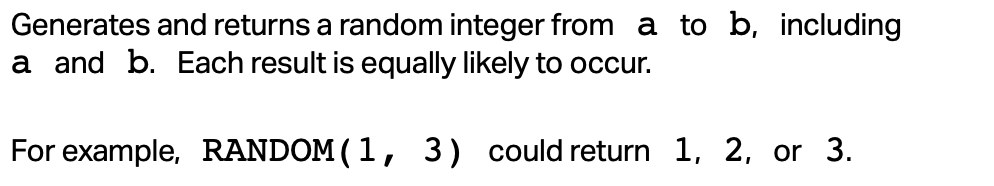 Generates and returns a random integer from a to b, including
a and b. Each result is equally likely to occur.
For example, RANDOM(1, 3) could return 1, 2, or 3.